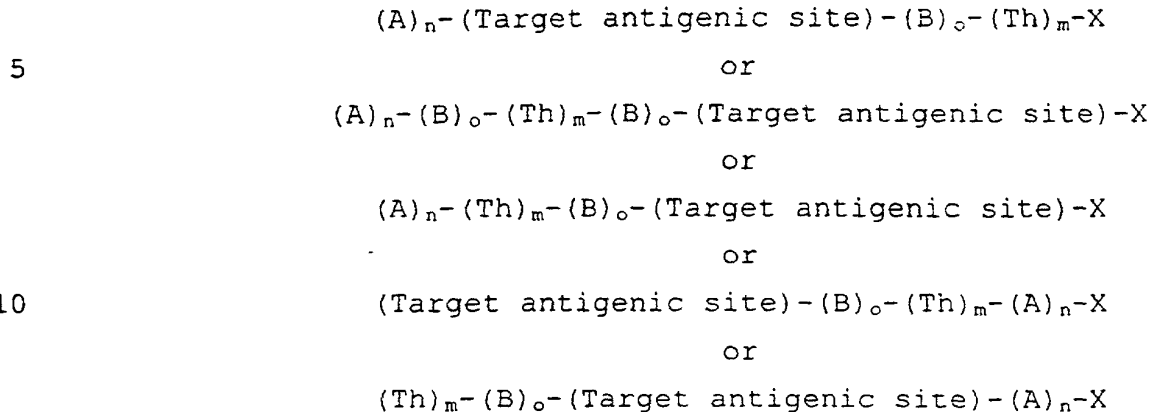 (A)n-(Target antigenic site)-(B)o-(Th)m-X
5 or
(A)n-(B)o-(Th)m-(B)o-(Target antigenic site)-X
or
(A)n-(Th)m-(B)o-(Target antigenic site)-X
or
10 (Target antigenic site)-(B)o-(Th)m-(A)n-X
or
(Th)m-(B)o-(Target antigenic site)-(A)n-X